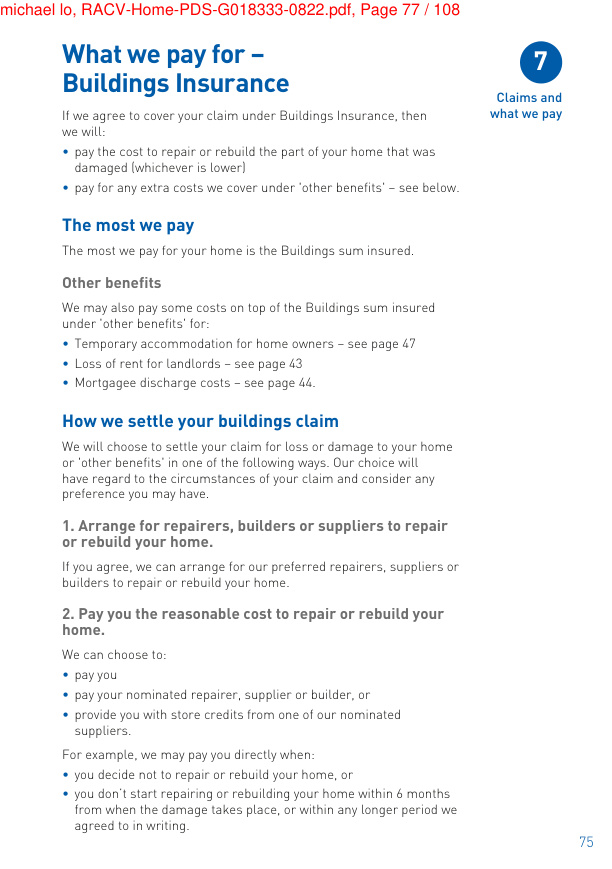 michael lo, RACV-Home-PDS-G018333-0822.pdf, Page 77 / 108
What we pay for –
Buildings Insurance
7
Claims and
what we pay
If we agree to cover your claim under Buildings Insurance, then
we will:
• pay the cost to repair or rebuild the part of your home that was
damaged (whichever is lower)
• pay for any extra costs we cover under 'other benefits' – see below.
The most we pay
The most we pay for your home is the Buildings sum insured.
Other benefits
We may also pay some costs on top of the Buildings sum insured
under 'other benefits' for:
• Temporary accommodation for home owners – see page 47
• Loss of rent for landlords – see page 43
• Mortgagee discharge costs – see page 44.
How we settle your buildings claim
We will choose to settle your claim for loss or damage to your home
or 'other benefits' in one of the following ways. Our choice will
have regard to the circumstances of your claim and consider any
preference you may have.
1. Arrange for repairers, builders or suppliers to repair
or rebuild your home.
If you agree, we can arrange for our preferred repairers, suppliers or
builders to repair or rebuild your home.
2. Pay you the reasonable cost to repair or rebuild your
home.
We can choose to:
• pay you
• pay your nominated repairer, supplier or builder, or
• provide you with store credits from one of our nominated
suppliers.
For example, we may pay you directly when:
• you decide not to repair or rebuild your home, or
• you don't start repairing or rebuilding your home within 6 months
from when the damage takes place, or within any longer period we
agreed to in writing.
75